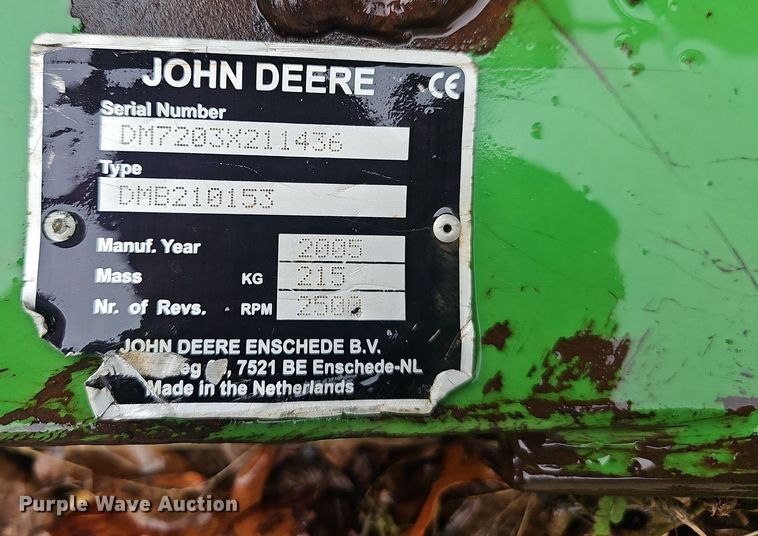 JOHN DEERE CE
Serial Number
DM7203X211436
Type
DMB210153
Manuf. Year 2005
Mass KG 215
Nr. of Revs. RPM 2500
JOHN DEERE ENSCHEDE B.V.
7521 BE Enschede-NL
Made in the Netherlands
Purple Wave Auction